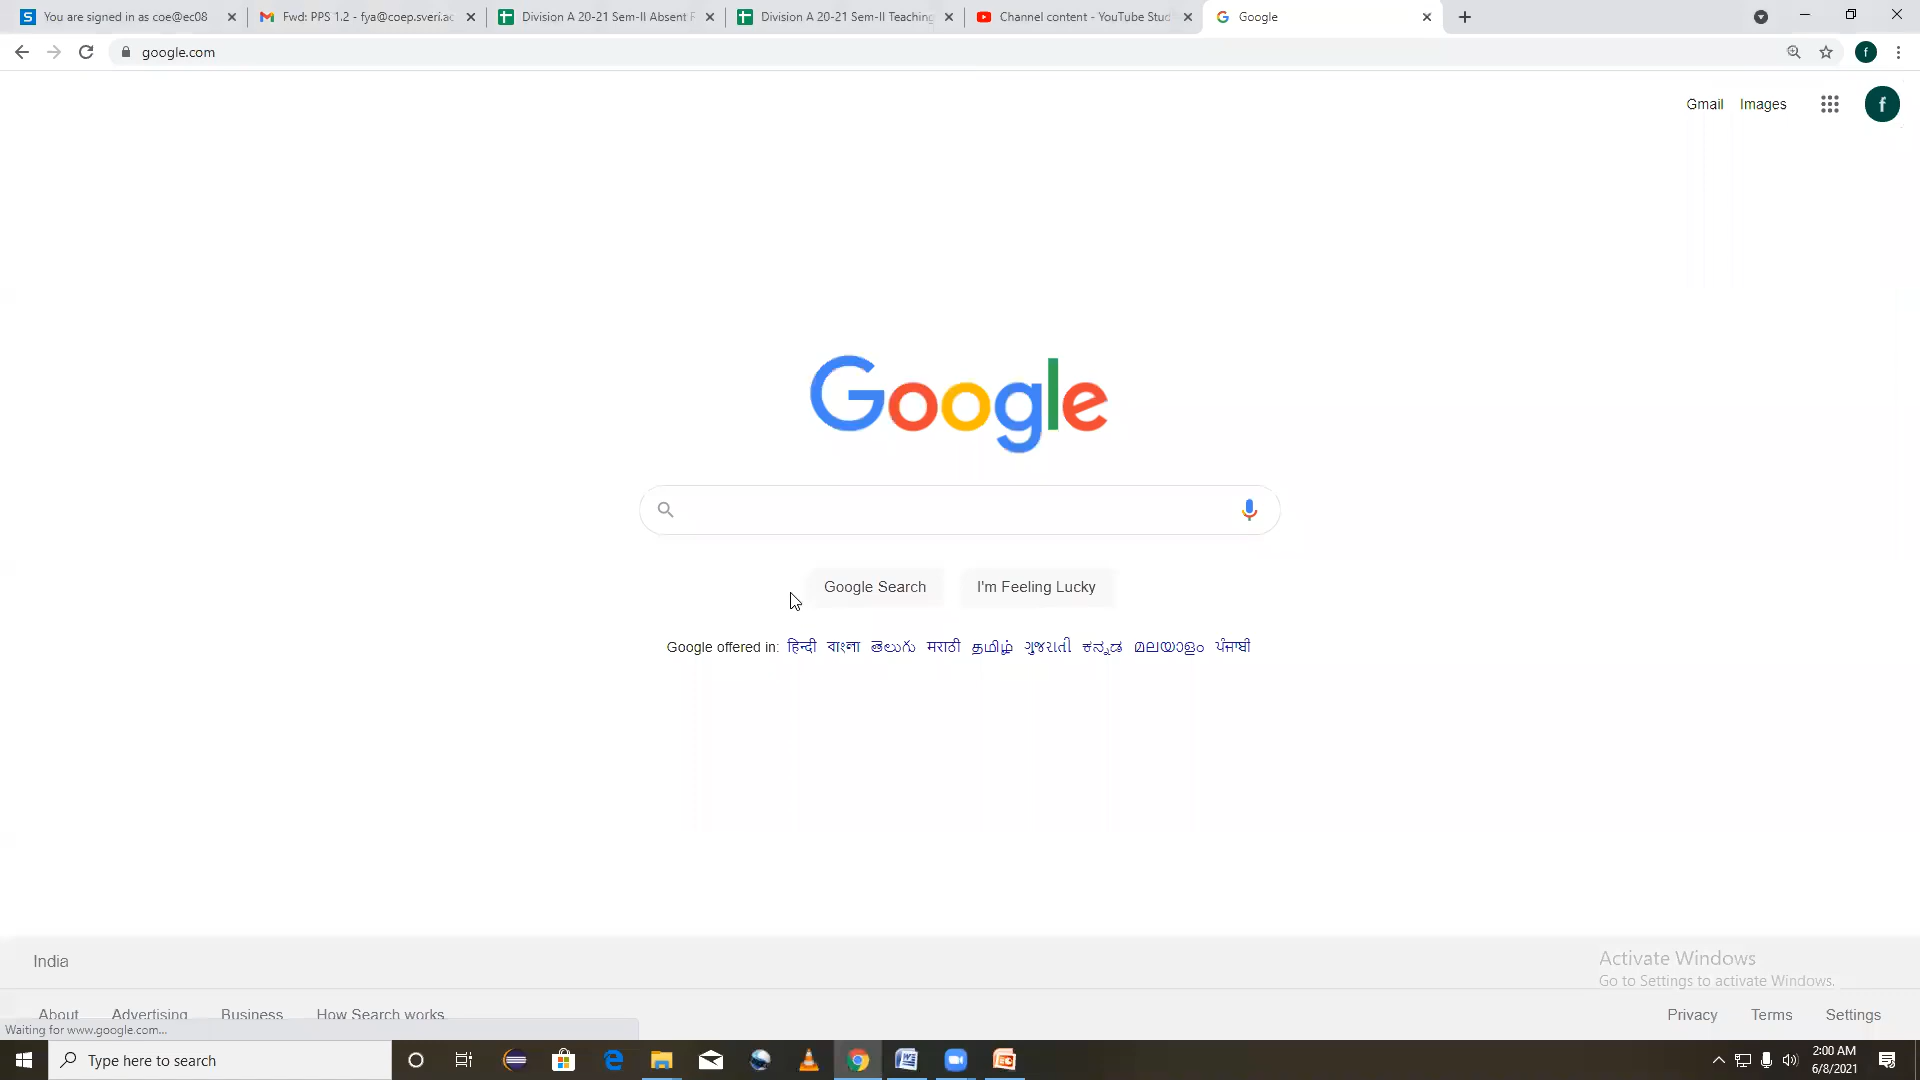 You are signed in as coe@ec08
Fwd: PPS 1.2 - fya@coep.sveri.ac
Division A 20-21 Sem-II Absent F
Division A 20-21 Sem-II Teaching
Channel content - YouTube Stud
Google
google.com
f
Gmail Images
f
Google
Google Search
I'm Feeling Lucky
Google offered in: हिन्दी বাংলা తెలుగు मराठी தமிழ் ગુજરાતી ಕನ್ನಡ മലയാളം ਪੰਜਾਬੀ
India
Activate Windows
Go to Settings to activate Windows.
About Advertising Business How Search works
Privacy Terms Settings
Waiting for www.google.com...
Type here to search
2:00 AM
6/8/2021